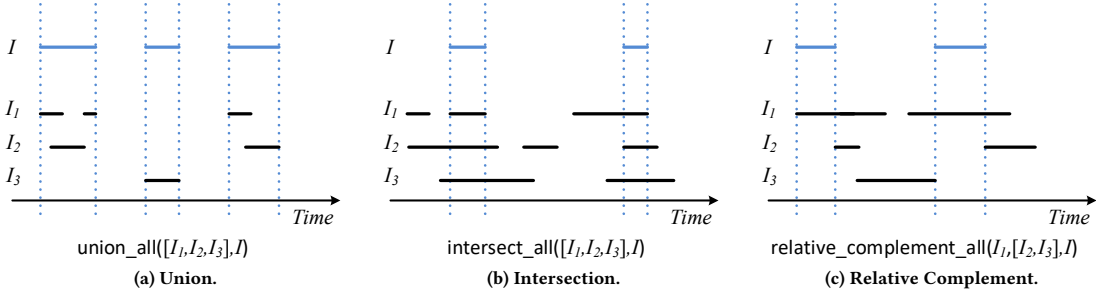 I
I₁
I₂
I₃
Time
union_all([I₁,I₂,I₃],I)
(a) Union.
I
I₁
I₂
I₃
Time
intersect_all([I₁,I₂,I₃],I)
(b) Intersection.
I
I₁
I₂
I₃
Time
relative_complement_all(I₁,[I₂,I₃],I)
(c) Relative Complement.